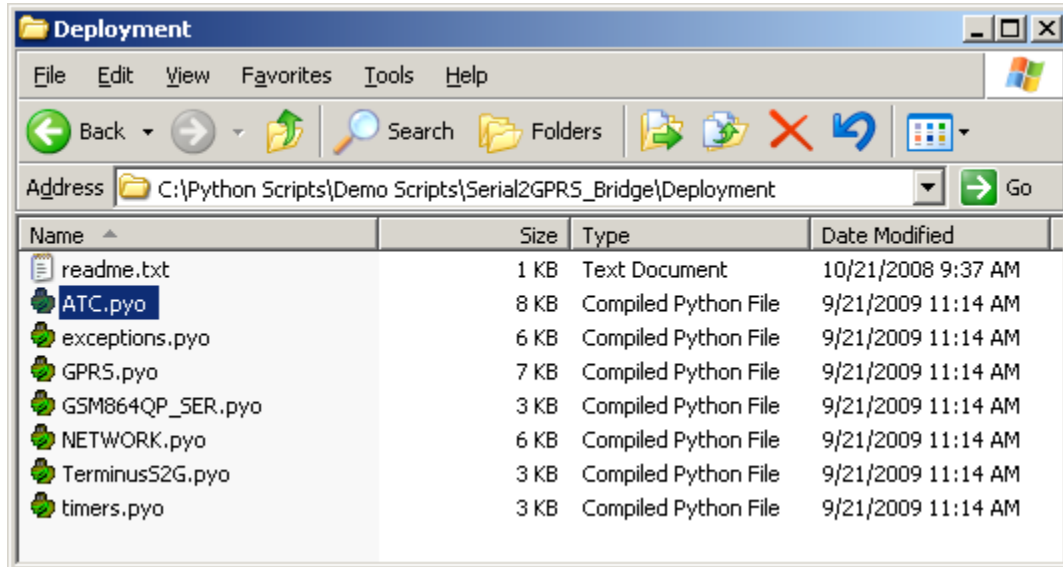 Deployment
File Edit View Favorites Tools Help
Back Search Folders
Address C:\Python Scripts\Demo Scripts\Serial2GPRS_Bridge\Deployment Go
Name Size Type Date Modified
readme.txt 1 KB Text Document 10/21/2008 9:37 AM
ATC.pyo 8 KB Compiled Python File 9/21/2009 11:14 AM
exceptions.pyo 6 KB Compiled Python File 9/21/2009 11:14 AM
GPRS.pyo 7 KB Compiled Python File 9/21/2009 11:14 AM
GSM864QP_SER.pyo 3 KB Compiled Python File 9/21/2009 11:14 AM
NETWORK.pyo 6 KB Compiled Python File 9/21/2009 11:14 AM
TerminusS2G.pyo 3 KB Compiled Python File 9/21/2009 11:14 AM
timers.pyo 3 KB Compiled Python File 9/21/2009 11:14 AM